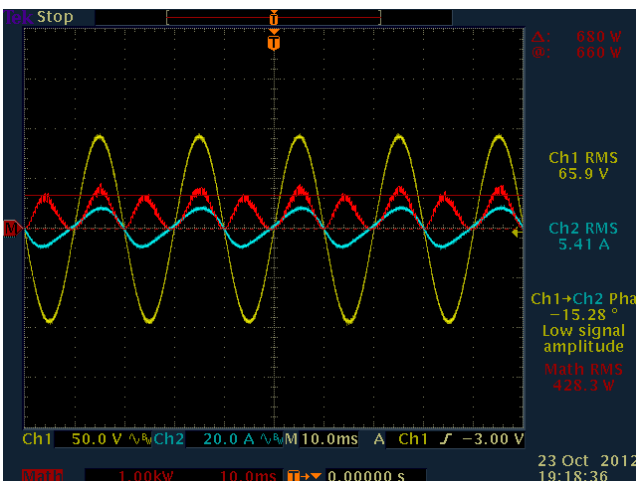 Tek Stop
T
T
Δ: 680 W
@: 660 W
Ch1 RMS
65.9 V
M
Ch2 RMS
5.41 A
Ch1→Ch2 Pha
−15.28 °
Low signal
amplitude
Math RMS
428.3 W
Ch1 50.0 V ∿BW Ch2 20.0 A ∿BW M 10.0ms A Ch1 ƒ −3.00 V
23 Oct 2012
Math 1.00kW 10.0ms T→▼ 0.00000 s 19:18:36